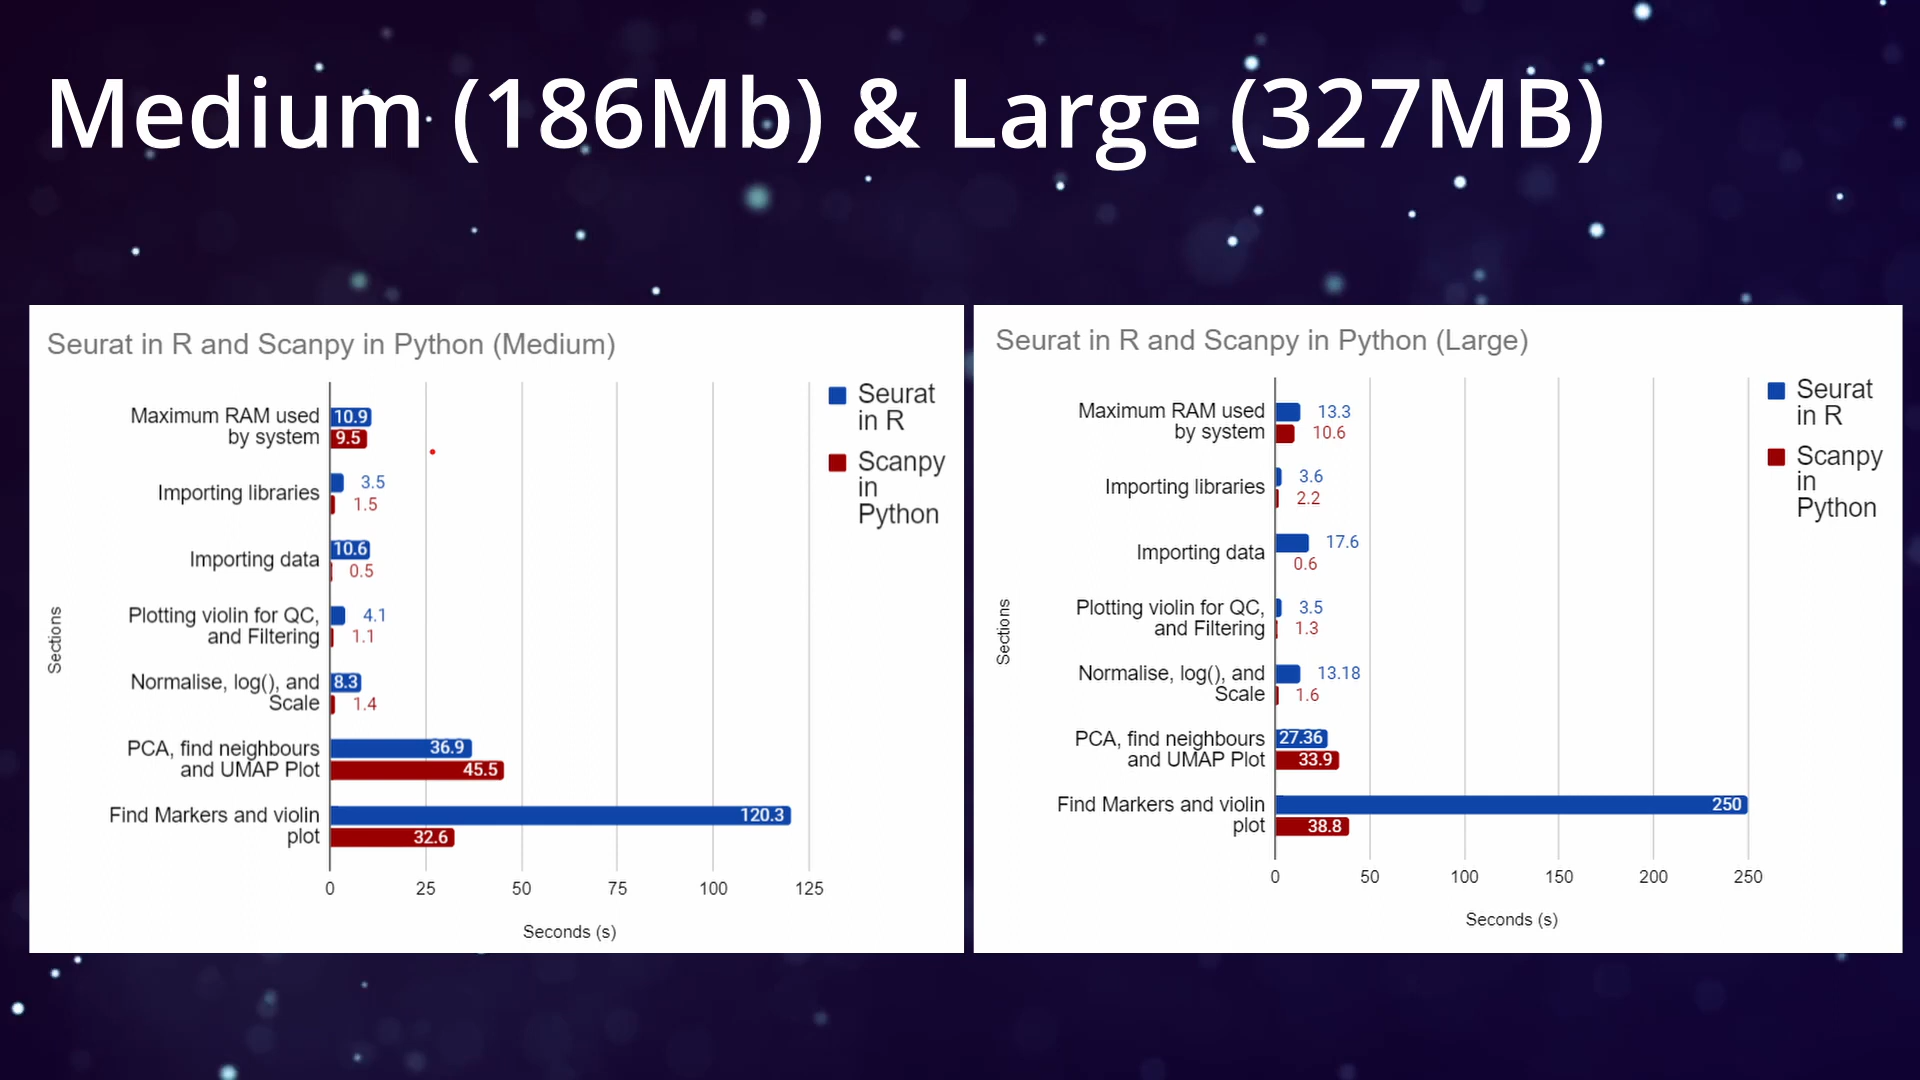 Medium (186Mb) & Large (327MB)
Seurat in R and Scanpy in Python (Medium)
Seurat
in R
Scanpy
in
Python
Sections
Maximum RAM used
by system
10.9
9.5
Importing libraries
3.5
1.5
Importing data
10.6
0.5
Plotting violin for QC,
and Filtering
4.1
1.1
Normalise, log(), and
Scale
8.3
1.4
PCA, find neighbours
and UMAP Plot
36.9
45.5
Find Markers and violin
plot
120.3
32.6
0 25 50 75 100 125
Seconds (s)
Seurat in R and Scanpy in Python (Large)
Seurat
in R
Scanpy
in
Python
Sections
Maximum RAM used
by system
13.3
10.6
Importing libraries
3.6
2.2
Importing data
17.6
0.6
Plotting violin for QC,
and Filtering
3.5
1.3
Normalise, log(), and
Scale
13.18
1.6
PCA, find neighbours
and UMAP Plot
27.36
33.9
Find Markers and violin
plot
250
38.8
0 50 100 150 200 250
Seconds (s)